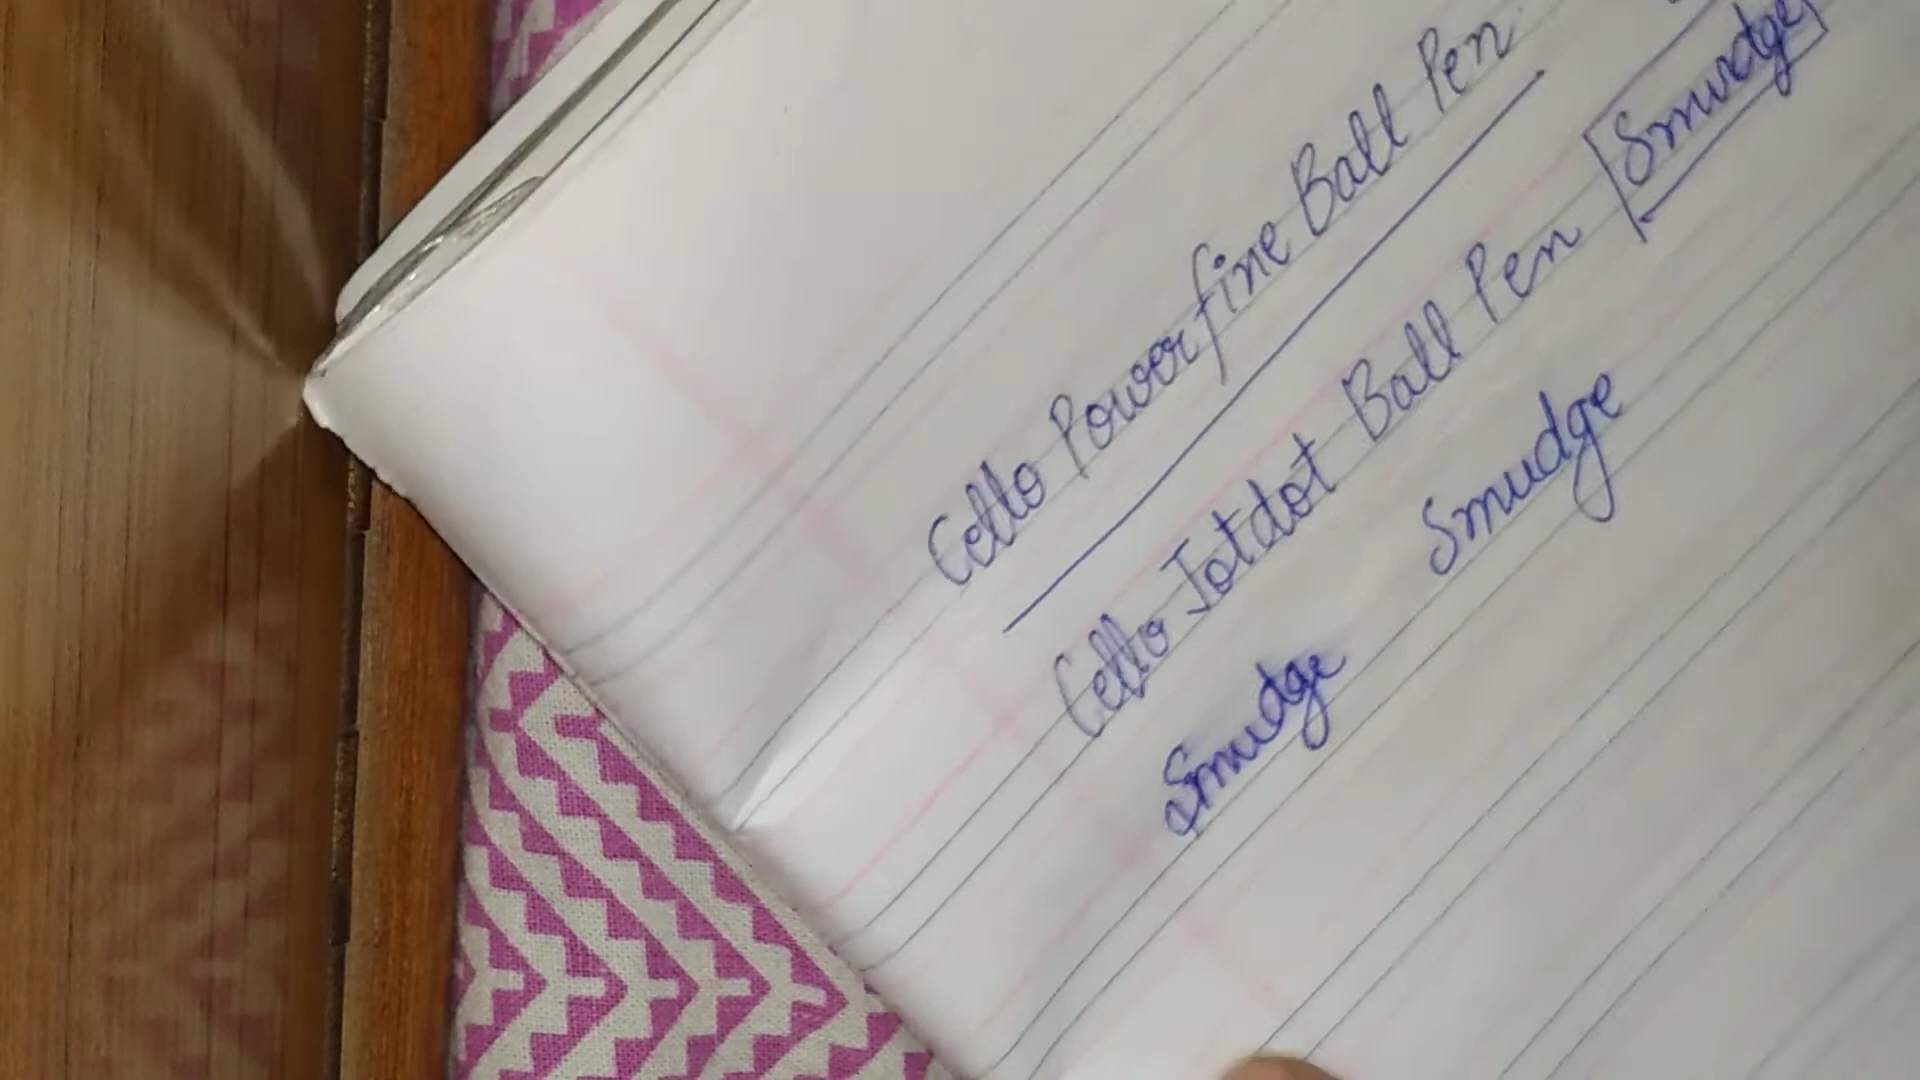 Cello Powerfine Ball Pen
Cello Jotdot Ball Pen Smudge
Smudge Smudge